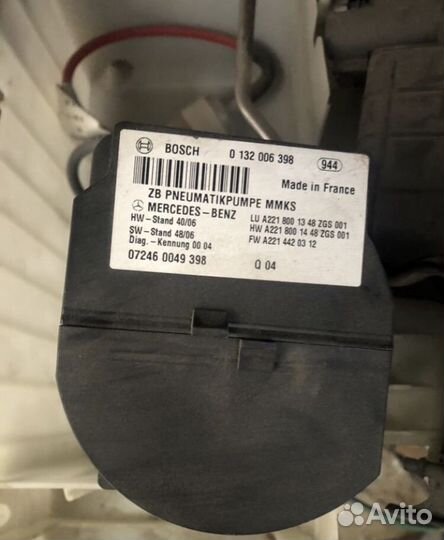 BOSCH 0 132 006 398 944
Made in France
ZB PNEUMATIKPUMPE MMKS
MERCEDES-BENZ LU A221 800 13 48 ZGS 001
HW-Stand 40/06 HW A221 800 14 48 ZGS 001
SW-Stand 48/06 FW A221 442 03 12
Diag.-Kennung 00 04
07246 0049 398 Q 04
Avito